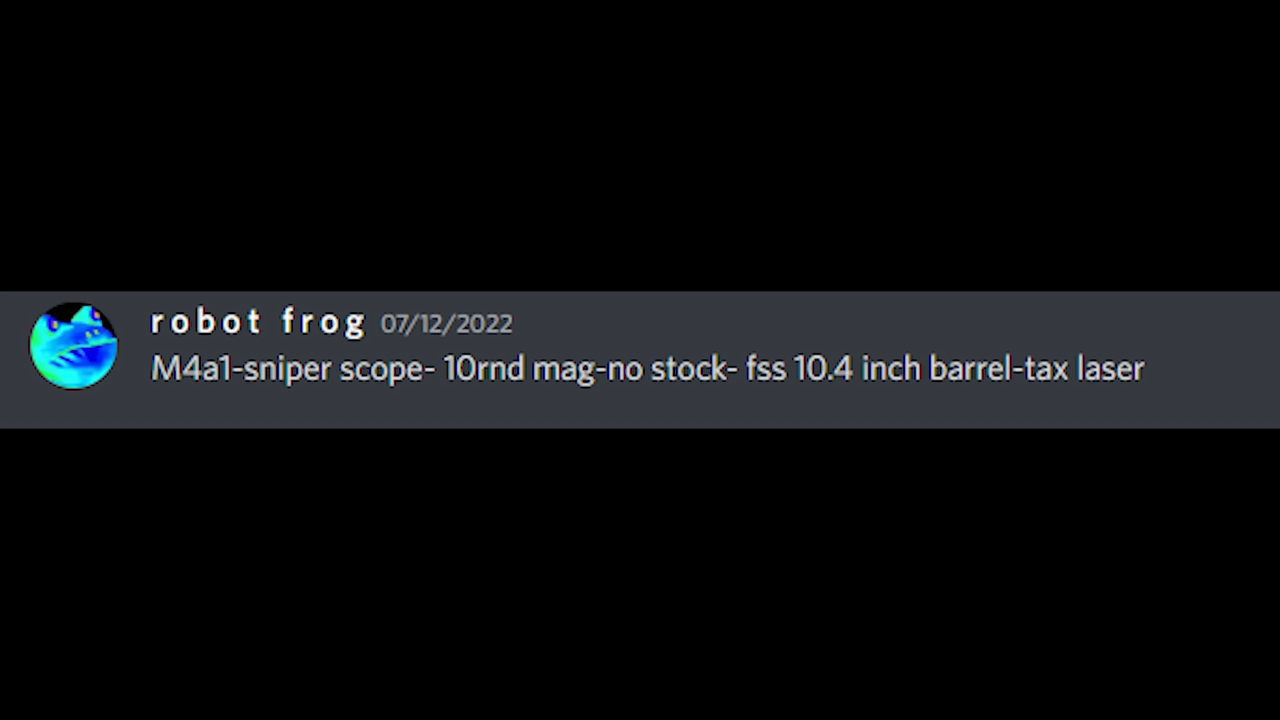 robot frog 07/12/2022
M4a1-sniper scope- 10rnd mag-no stock- fss 10.4 inch barrel-tax laser